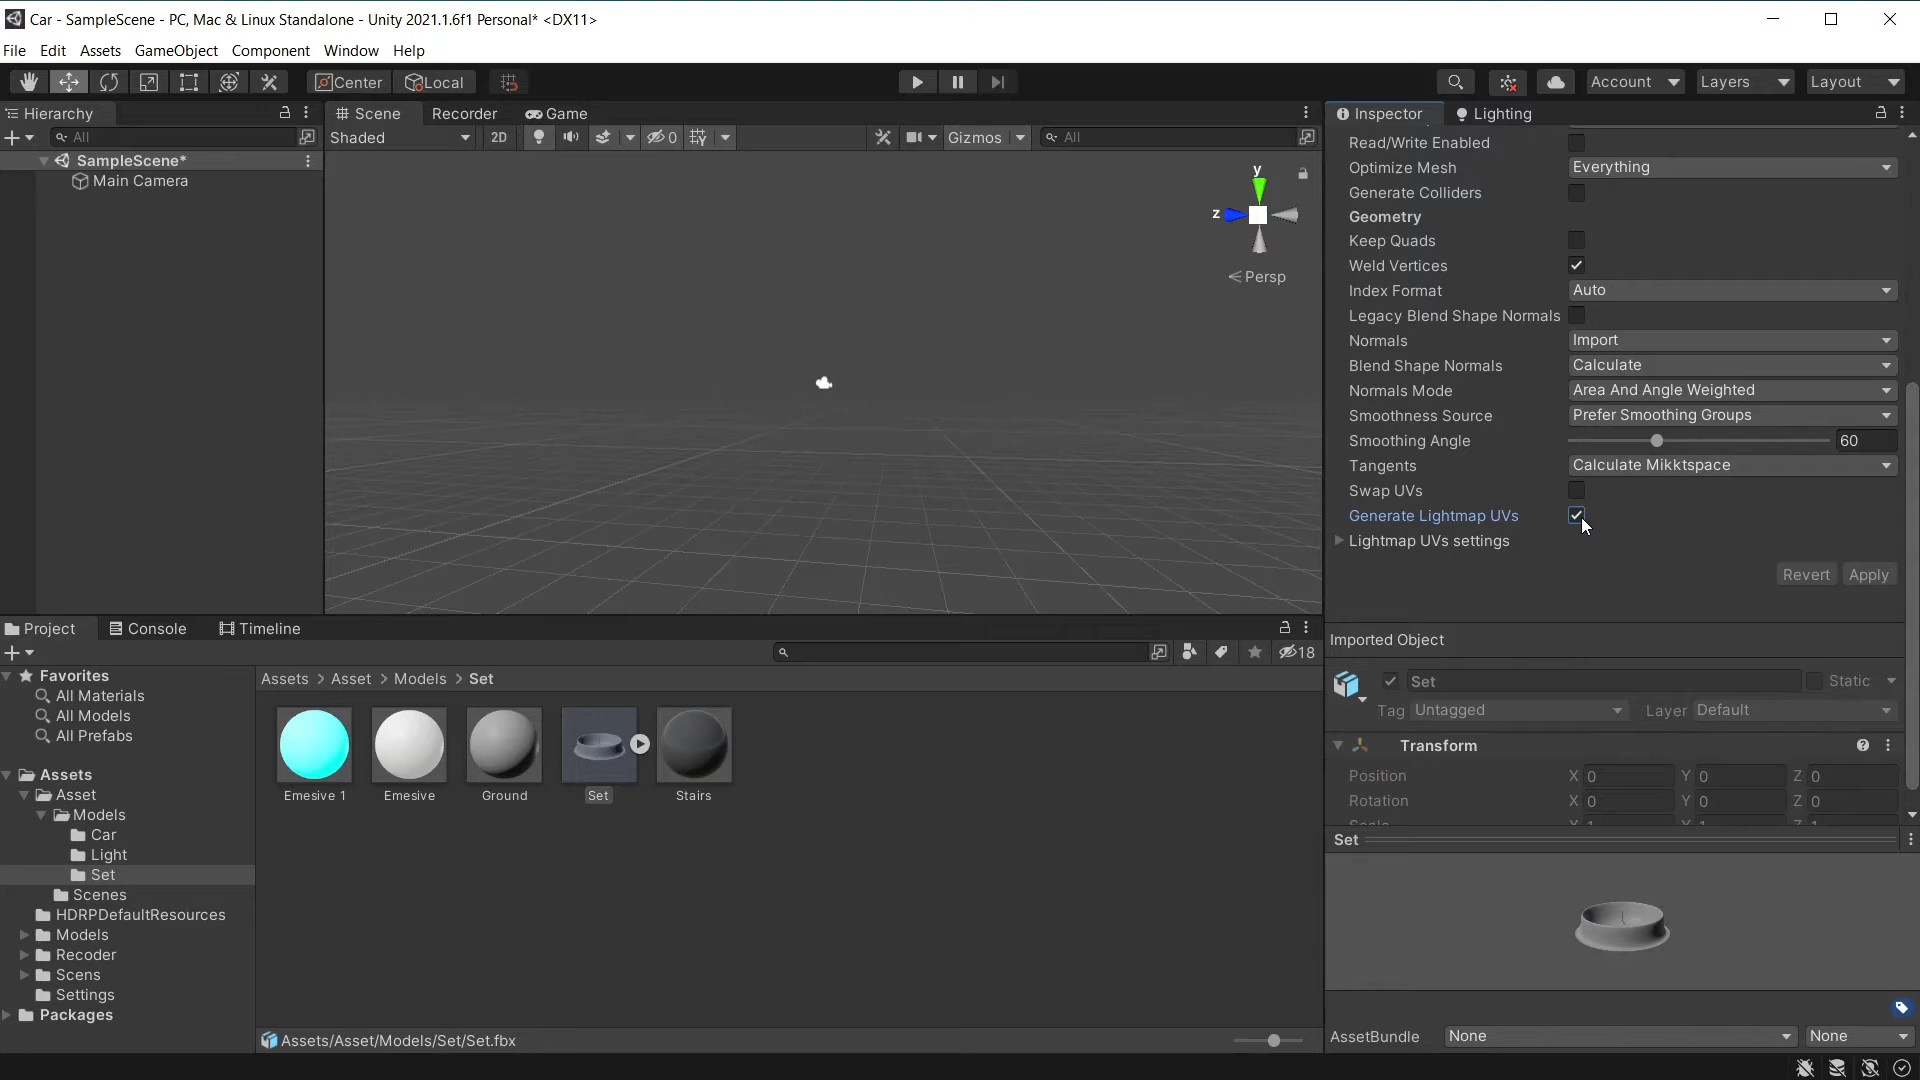 Car - SampleScene - PC, Mac & Linux Standalone - Unity 2021.1.6f1 Personal* <DX11>
File Edit Assets GameObject Component Window Help
Center Local Account Layers Layout
Hierarchy
All
SampleScene*
Main Camera
Scene Recorder Game
Shaded 2D 0 Gizmos All
y
z
Persp
Inspector Lighting
Read/Write Enabled
Optimize Mesh Everything
Generate Colliders
Geometry
Keep Quads
Weld Vertices
Index Format Auto
Legacy Blend Shape Normals
Normals Import
Blend Shape Normals Calculate
Normals Mode Area And Angle Weighted
Smoothness Source Prefer Smoothing Groups
Smoothing Angle 60
Tangents Calculate Mikktspace
Swap UVs
Generate Lightmap UVs
Lightmap UVs settings
Revert Apply
Imported Object
Set Static
Tag Untagged Layer Default
Transform
Position X 0 Y 0 Z 0
Rotation X 0 Y 0 Z 0
Scale X 1 Y 1 Z 1
Set
AssetBundle None None
Project Console Timeline
18
Favorites
All Materials
All Models
All Prefabs
Assets
Asset
Models
Car
Light
Set
Scenes
HDRPDefaultResources
Models
Recoder
Scens
Settings
Packages
Assets > Asset > Models > Set
Emesive 1 Emesive Ground Set Stairs
Assets/Asset/Models/Set/Set.fbx